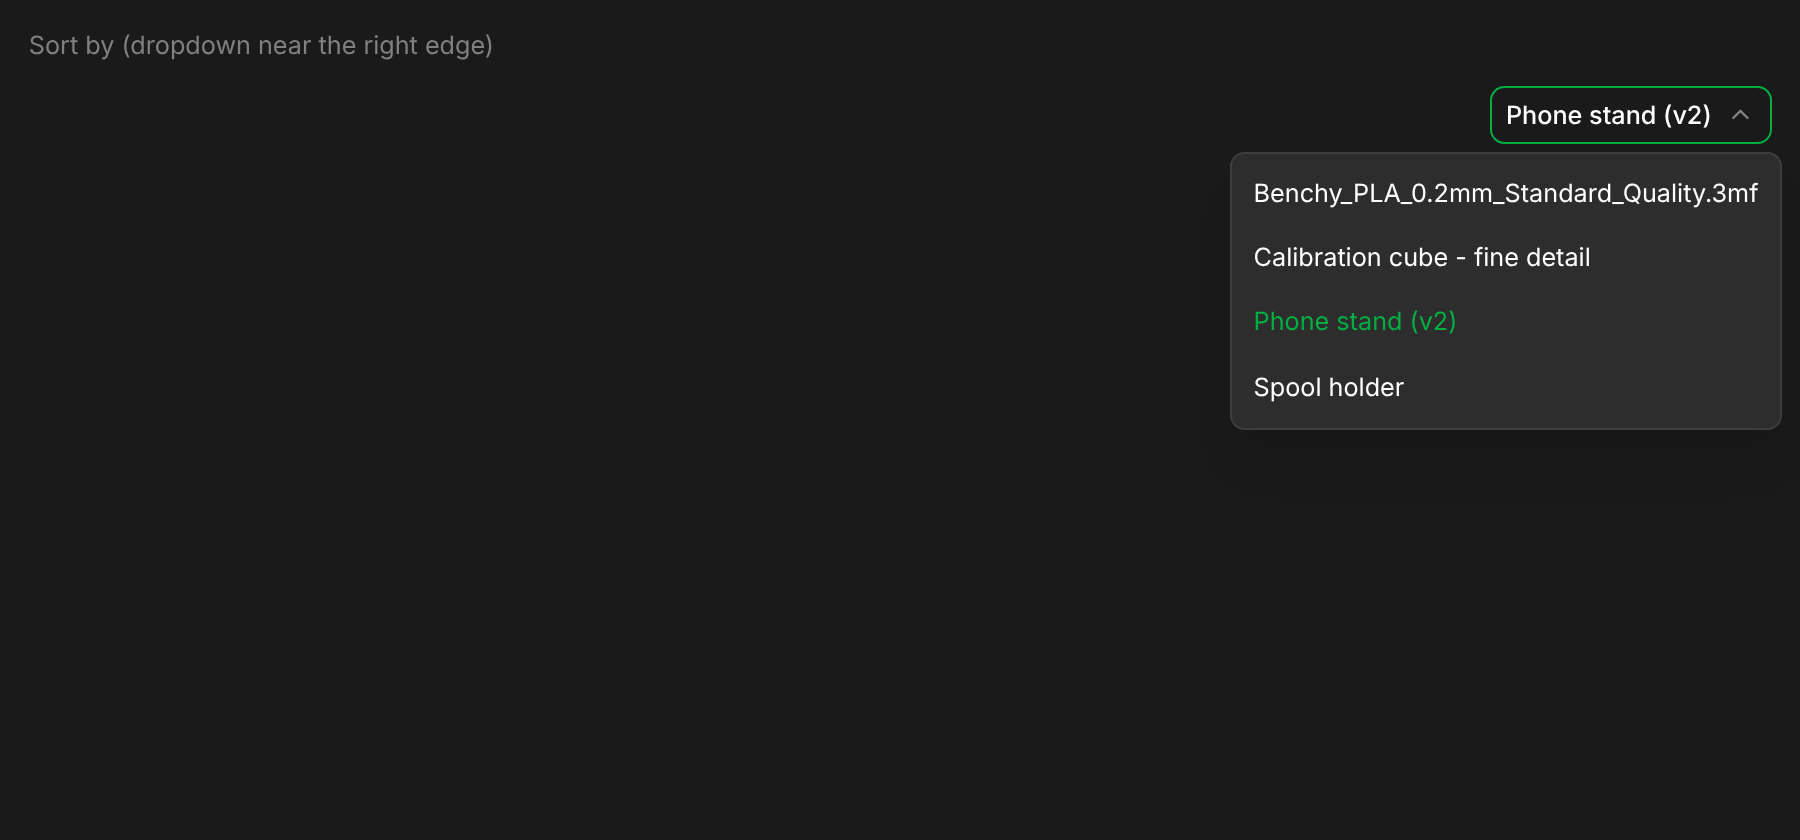 Sort by (dropdown near the right edge)
Phone stand (v2)
Benchy_PLA_0.2mm_Standard_Quality.3mf
Calibration cube - fine detail
Phone stand (v2)
Spool holder